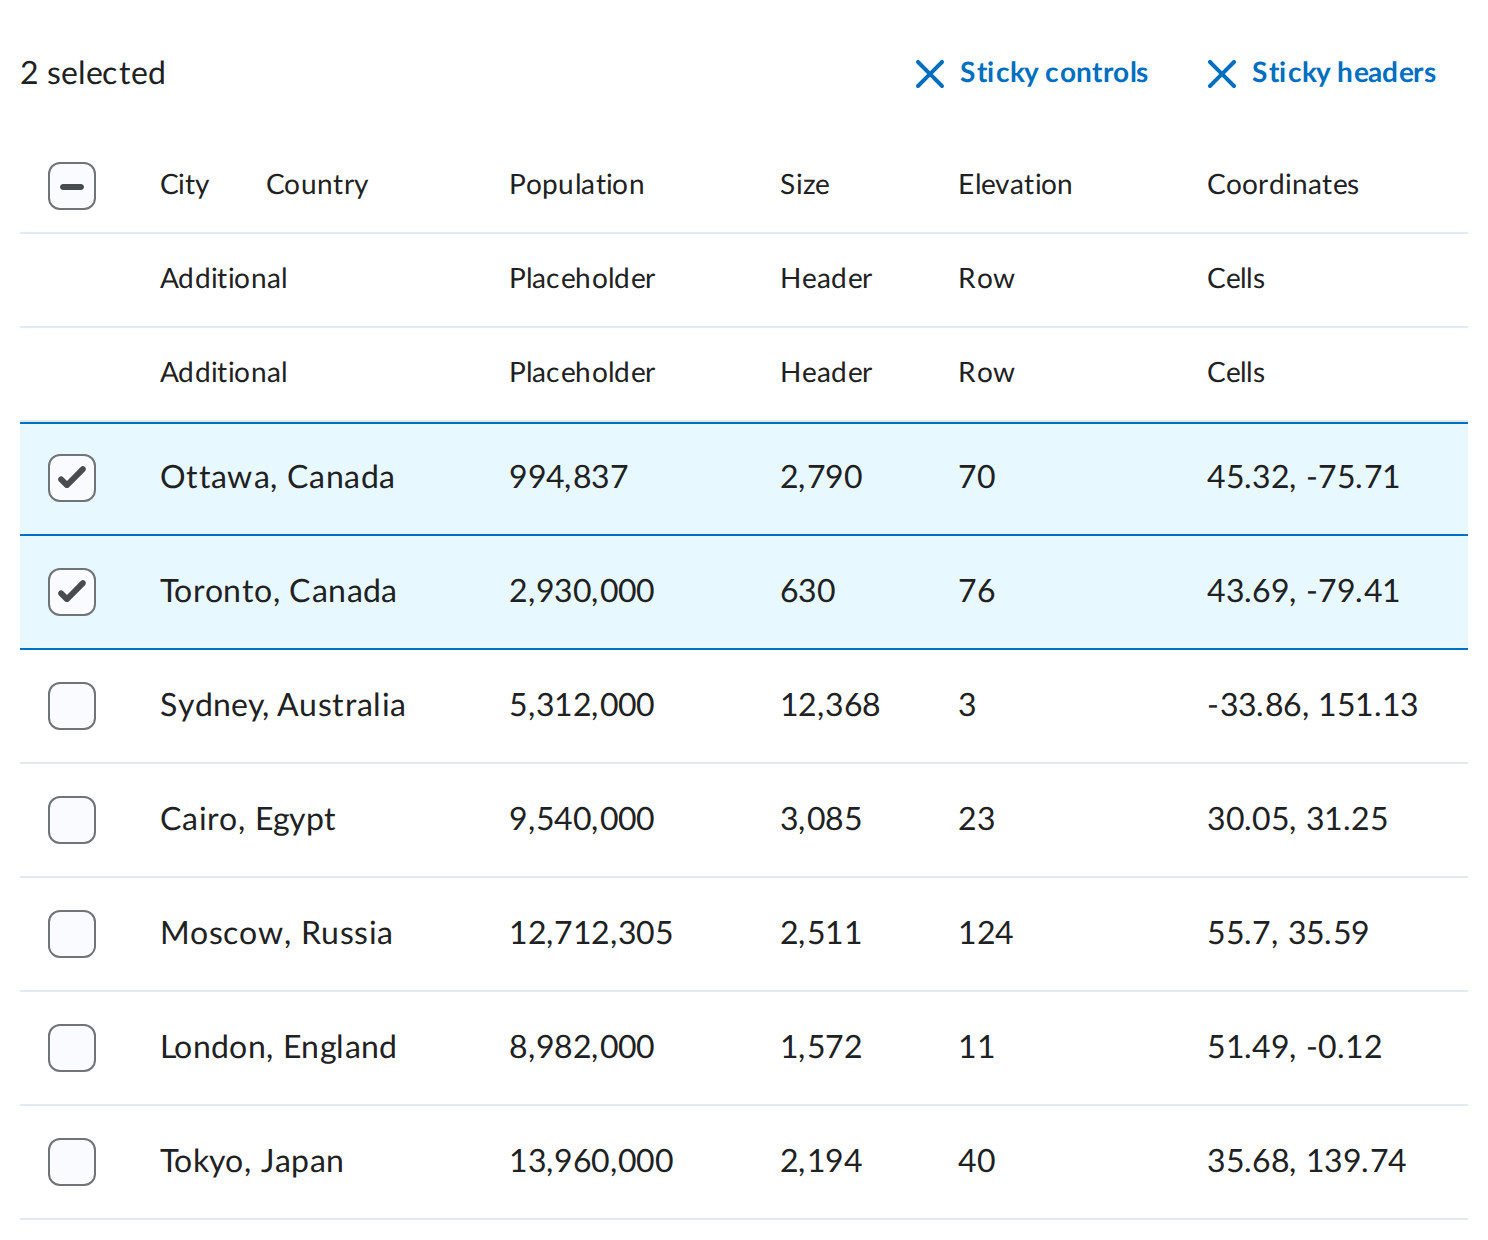 2 selected Sticky controls Sticky headers
City Country Population Size Elevation Coordinates
Additional Placeholder Header Row Cells
Additional Placeholder Header Row Cells
Ottawa, Canada 994,837 2,790 70 45.32, -75.71
Toronto, Canada 2,930,000 630 76 43.69, -79.41
Sydney, Australia 5,312,000 12,368 3 -33.86, 151.13
Cairo, Egypt 9,540,000 3,085 23 30.05, 31.25
Moscow, Russia 12,712,305 2,511 124 55.7, 35.59
London, England 8,982,000 1,572 11 51.49, -0.12
Tokyo, Japan 13,960,000 2,194 40 35.68, 139.74